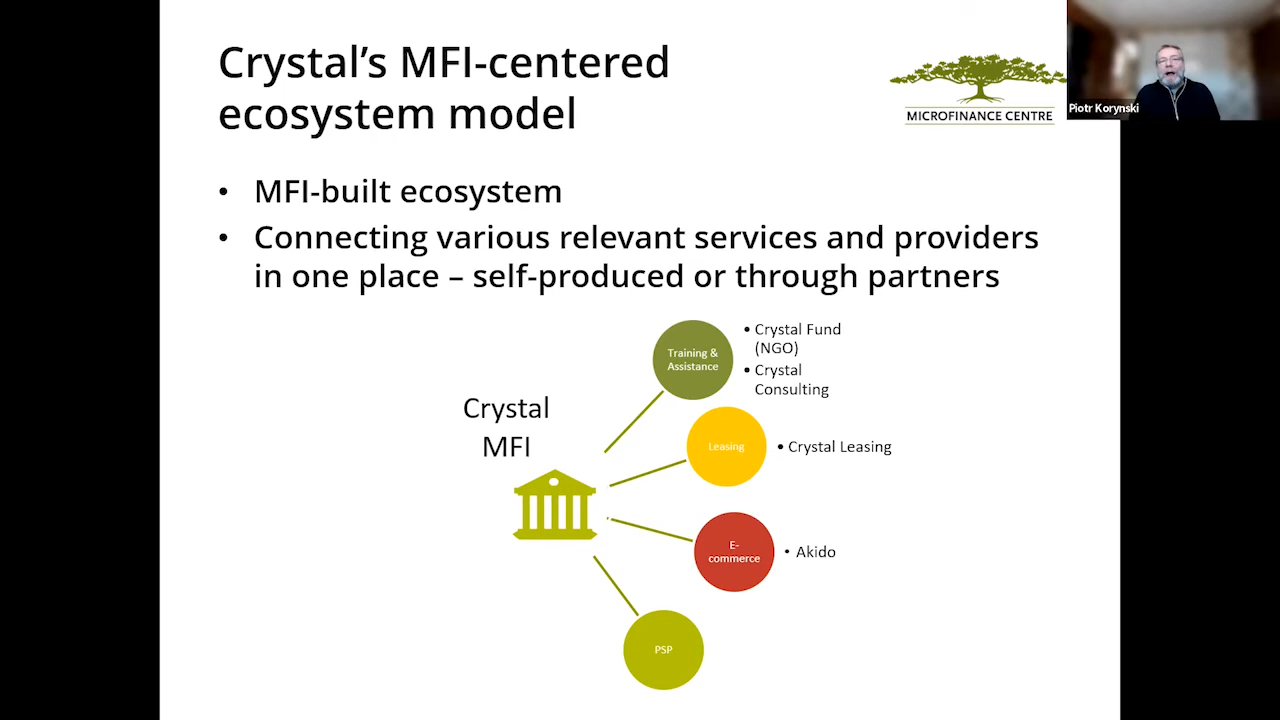 Crystal's MFI-centered
ecosystem model
MICROFINANCE CENTRE
Piotr Korynski
• MFI-built ecosystem
• Connecting various relevant services and providers
in one place – self-produced or through partners
Crystal
MFI
Training &
Assistance
• Crystal Fund
(NGO)
• Crystal
Consulting
Leasing
• Crystal Leasing
E-
commerce
• Akido
PSP